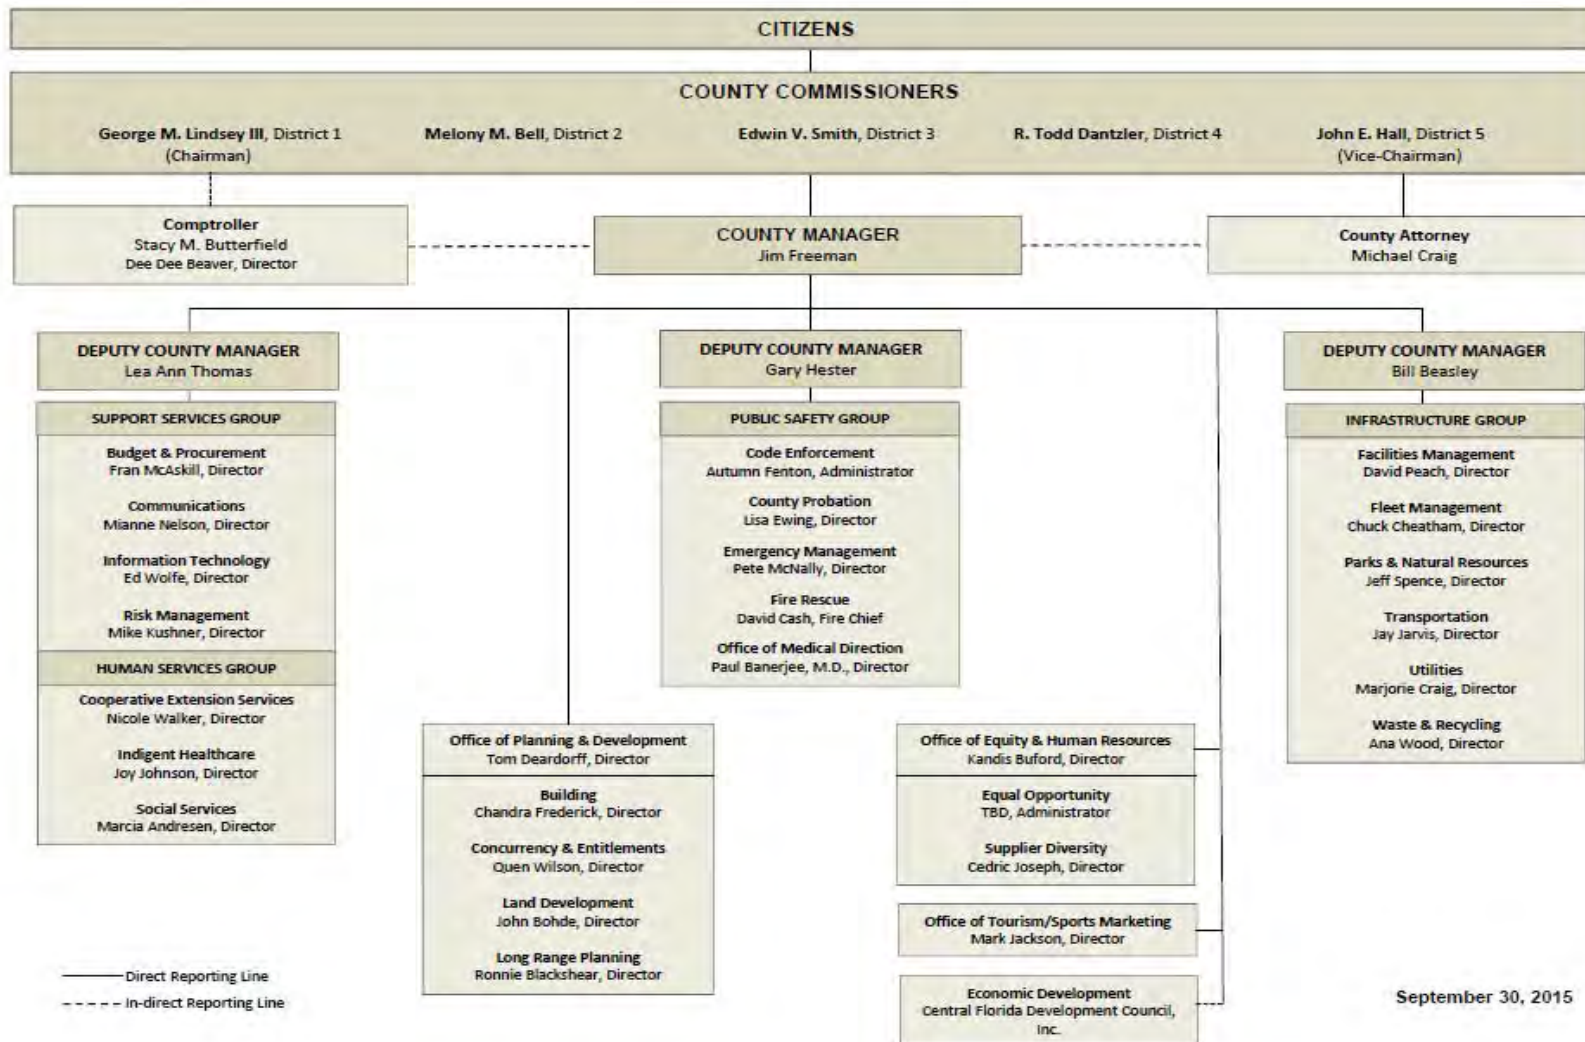 CITIZENS
COUNTY COMMISSIONERS
George M. Lindsey III, District 1
(Chairman)
Melony M. Bell, District 2
Edwin V. Smith, District 3
R. Todd Dantzler, District 4
John E. Hall, District 5
(Vice-Chairman)
Comptroller
Stacy M. Butterfield
Dee Dee Beaver, Director
COUNTY MANAGER
Jim Freeman
County Attorney
Michael Craig
DEPUTY COUNTY MANAGER
Lea Ann Thomas
SUPPORT SERVICES GROUP
Budget & Procurement
Fran McAskill, Director
Communications
Mianne Nelson, Director
Information Technology
Ed Wolfe, Director
Risk Management
Mike Kushner, Director
HUMAN SERVICES GROUP
Cooperative Extension Services
Nicole Walker, Director
Indigent Healthcare
Joy Johnson, Director
Social Services
Marcia Andresen, Director
DEPUTY COUNTY MANAGER
Gary Hester
PUBLIC SAFETY GROUP
Code Enforcement
Autumn Fenton, Administrator
County Probation
Lisa Ewing, Director
Emergency Management
Pete McNally, Director
Fire Rescue
David Cash, Fire Chief
Office of Medical Direction
Paul Banerjee, M.D., Director
DEPUTY COUNTY MANAGER
Bill Beasley
INFRASTRUCTURE GROUP
Facilities Management
David Peach, Director
Fleet Management
Chuck Cheatham, Director
Parks & Natural Resources
Jeff Spence, Director
Transportation
Jay Jarvis, Director
Utilities
Marjorie Craig, Director
Waste & Recycling
Ana Wood, Director
Office of Planning & Development
Tom Deardorff, Director
Building
Chandra Frederick, Director
Concurrency & Entitlements
Quen Wilson, Director
Land Development
John Bohde, Director
Long Range Planning
Ronnie Blackshear, Director
Office of Equity & Human Resources
Kandis Buford, Director
Equal Opportunity
TBD, Administrator
Supplier Diversity
Cedric Joseph, Director
Office of Tourism/Sports Marketing
Mark Jackson, Director
Economic Development
Central Florida Development Council,
Inc.
Direct Reporting Line
In-direct Reporting Line
September 30, 2015